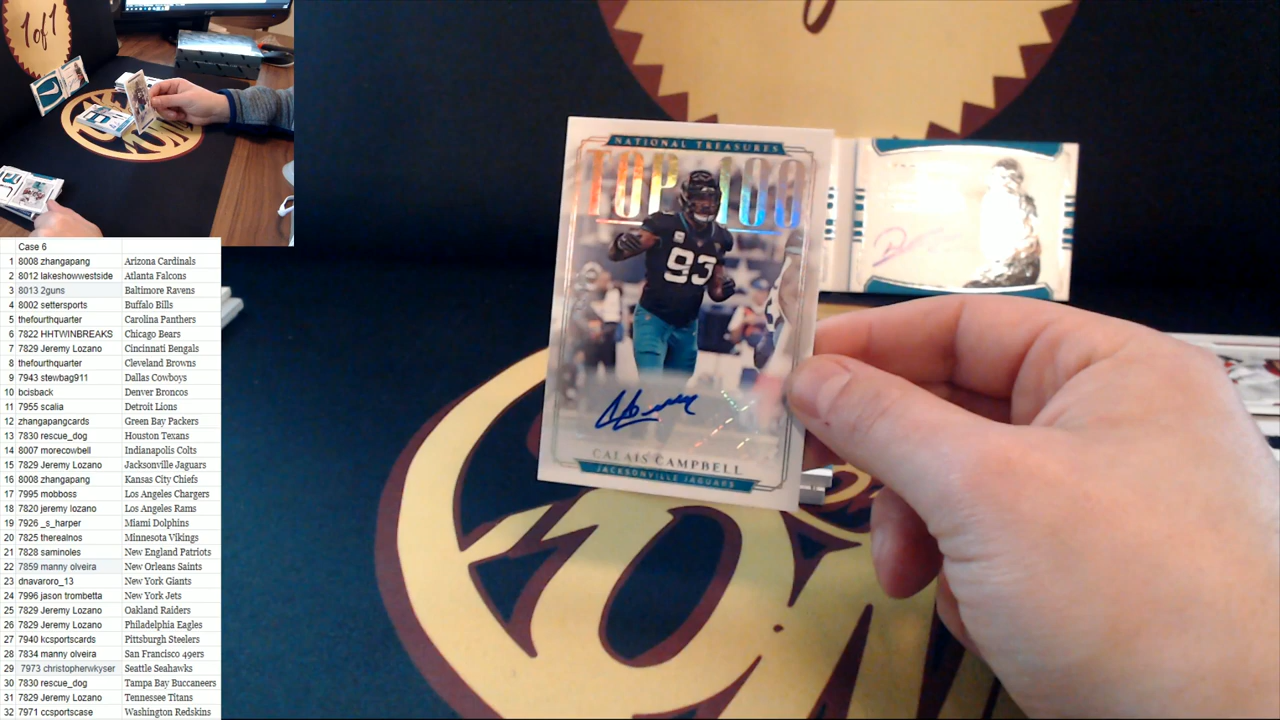 1of1
NATIONAL TREASURES
TOP 100
93
CALAIS CAMPBELL
JACKSONVILLE JAGUARS
Case 6
1 8008 zhangapang Arizona Cardinals
2 8012 lakeshowwestside Atlanta Falcons
3 8013 2guns Baltimore Ravens
4 8002 settersports Buffalo Bills
5 thefourthquarter Carolina Panthers
6 7822 HHTWINBREAKS Chicago Bears
7 7829 Jeremy Lozano Cincinnati Bengals
8 thefourthquarter Cleveland Browns
9 7943 stewbag911 Dallas Cowboys
10 bcisback Denver Broncos
11 7955 scalia Detroit Lions
12 zhangapangcards Green Bay Packers
13 7830 rescue_dog Houston Texans
14 8007 morecowbell Indianapolis Colts
15 7829 Jeremy Lozano Jacksonville Jaguars
16 8008 zhangapang Kansas City Chiefs
17 7995 mobboss Los Angeles Chargers
18 7820 jeremy lozano Los Angeles Rams
19 7926 _s_harper Miami Dolphins
20 7825 therealnos Minnesota Vikings
21 7828 saminoles New England Patriots
22 7859 manny olveira New Orleans Saints
23 dnavaroro_13 New York Giants
24 7996 jason trombetta New York Jets
25 7829 Jeremy Lozano Oakland Raiders
26 7829 Jeremy Lozano Philadelphia Eagles
27 7940 kcsportscards Pittsburgh Steelers
28 7834 manny olveira San Francisco 49ers
29 7973 christopherwkyser Seattle Seahawks
30 7830 rescue_dog Tampa Bay Buccaneers
31 7829 Jeremy Lozano Tennessee Titans
32 7971 ccsportscase Washington Redskins